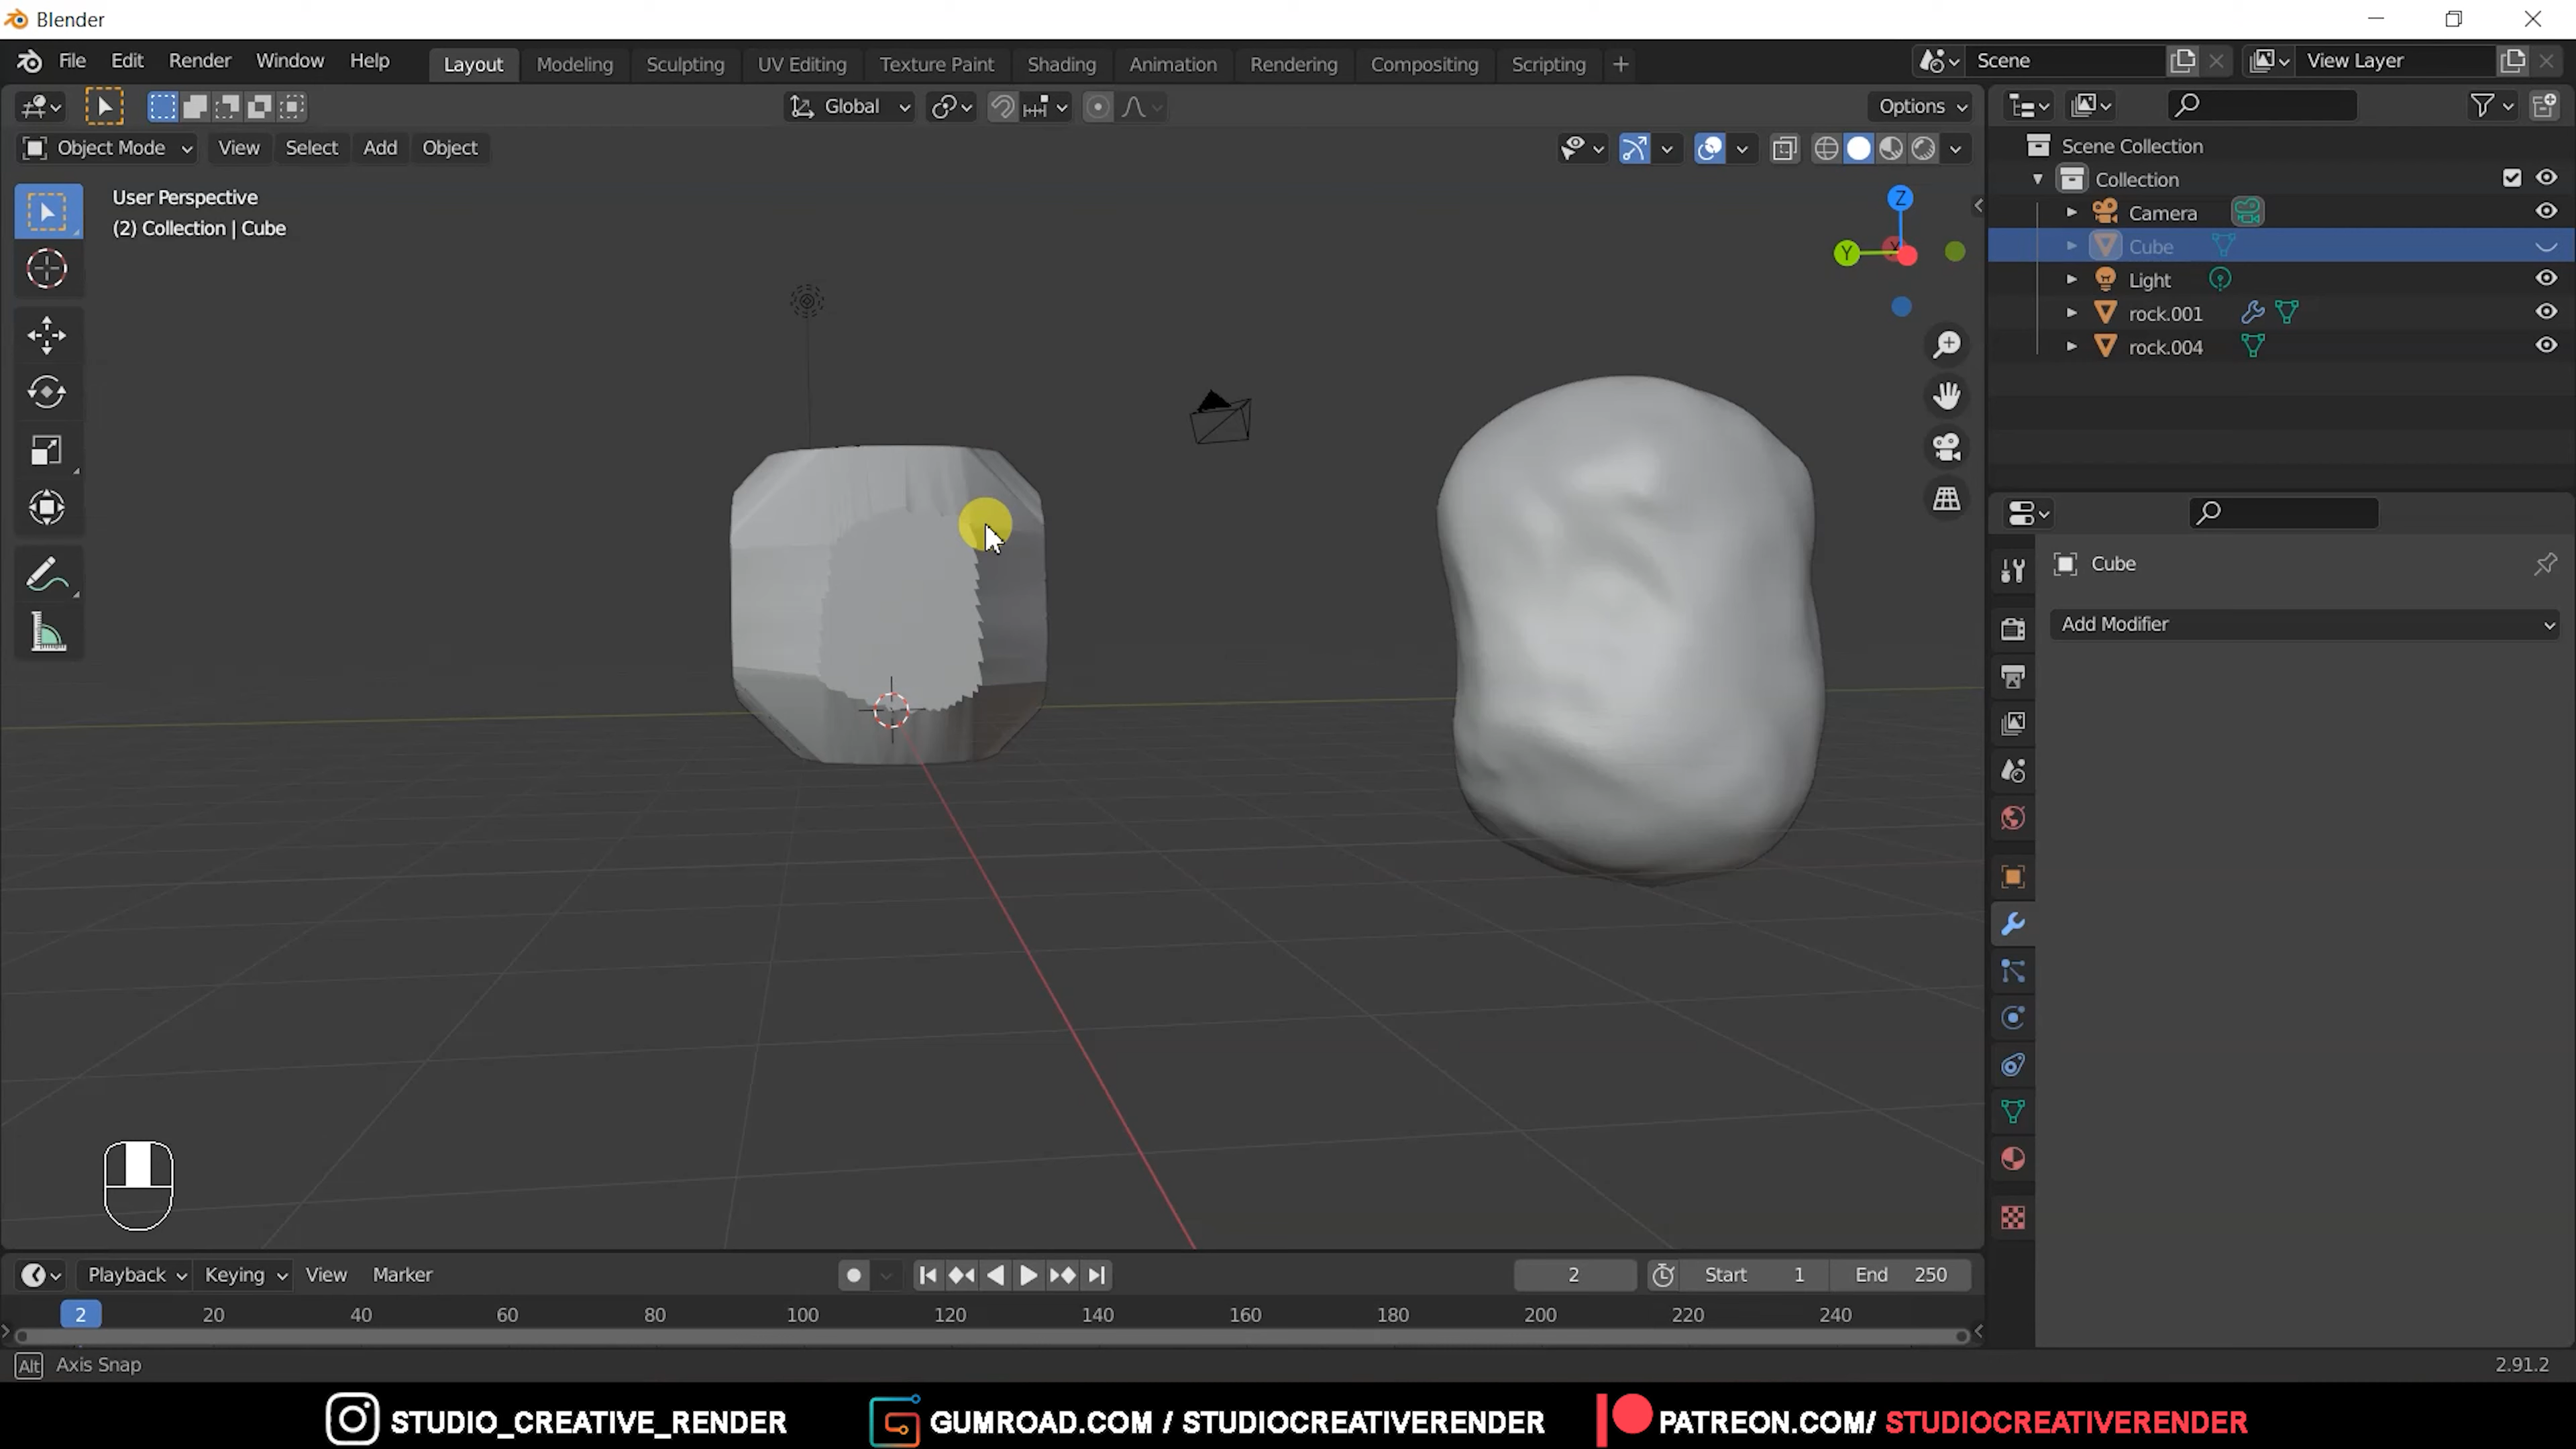 Blender
File Edit Render Window Help Layout Modeling Sculpting UV Editing Texture Paint Shading Animation Rendering Compositing Scripting + Scene View Layer
Global Options
Object Mode View Select Add Object
User Perspective
(2) Collection | Cube
Z
Y
X
Scene Collection
Collection
Camera
Cube
Light
rock.001
rock.004
Cube
Add Modifier
Playback Keying View Marker 2 Start 1 End 250
2 20 40 60 80 100 120 140 160 180 200 220 240
Alt Axis Snap 2.91.2
STUDIO_CREATIVE_RENDER GUMROAD.COM / STUDIOCREATIVERENDER PATREON.COM/ STUDIOCREATIVERENDER